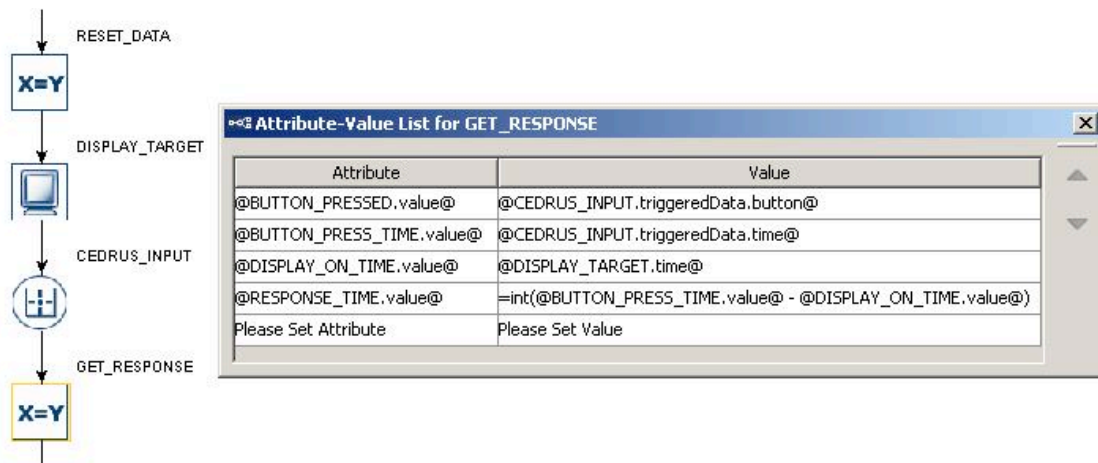 RESET_DATA
X=Y
DISPLAY_TARGET
CEDRUS_INPUT
GET_RESPONSE
X=Y
Attribute-Value List for GET_RESPONSE
Attribute Value
@BUTTON_PRESSED.value@ @CEDRUS_INPUT.triggeredData.button@
@BUTTON_PRESS_TIME.value@ @CEDRUS_INPUT.triggeredData.time@
@DISPLAY_ON_TIME.value@ @DISPLAY_TARGET.time@
@RESPONSE_TIME.value@ =int(@BUTTON_PRESS_TIME.value@ - @DISPLAY_ON_TIME.value@)
Please Set Attribute Please Set Value